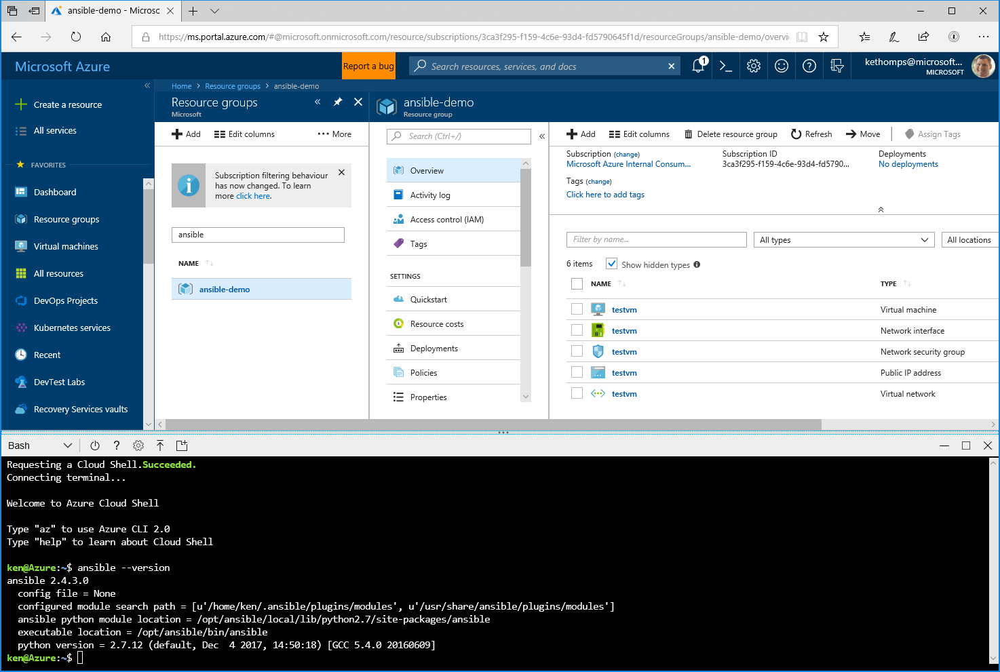 ansible-demo - Microsc
https://ms.portal.azure.com/#@microsoft.onmicrosoft.com/resource/subscriptions/3ca3f295-f159-4c6e-93d4-fd5790645f1d/resourceGroups/ansible-demo/overvi
Microsoft Azure
Report a bug
Search resources, services, and docs
1
kethomps@microsoft...
MICROSOFT
Create a resource
All services
FAVORITES
Dashboard
Resource groups
Virtual machines
All resources
DevOps Projects
Kubernetes services
Recent
DevTest Labs
Recovery Services vaults
Home > Resource groups > ansible-demo
Resource groups
Microsoft
Add Edit columns More
Subscription filtering behaviour
has now changed. To learn
more click here.
ansible
NAME
ansible-demo
ansible-demo
Resource group
Search (Ctrl+/)
Overview
Activity log
Access control (IAM)
Tags
SETTINGS
Quickstart
Resource costs
Deployments
Policies
Properties
Add Edit columns Delete resource group Refresh Move Assign Tags
Subscription (change)
Microsoft Azure Internal Consum...
Subscription ID
3ca3f295-f159-4c6e-93d4-fd5790...
Deployments
No deployments
Tags (change)
Click here to add tags
Filter by name... All types All locations
6 items Show hidden types
NAME TYPE
testvm Virtual machine
testvm Network interface
testvm Network security group
testvm Public IP address
testvm Virtual network
Bash
Requesting a Cloud Shell.Succeeded.
Connecting terminal...
Welcome to Azure Cloud Shell
Type "az" to use Azure CLI 2.0
Type "help" to learn about Cloud Shell
ken@Azure:~$ ansible --version
ansible 2.4.3.0
config file = None
configured module search path = [u'/home/ken/.ansible/plugins/modules', u'/usr/share/ansible/plugins/modules']
ansible python module location = /opt/ansible/local/lib/python2.7/site-packages/ansible
executable location = /opt/ansible/bin/ansible
python version = 2.7.12 (default, Dec  4 2017, 14:50:18) [GCC 5.4.0 20160609]
ken@Azure:~$